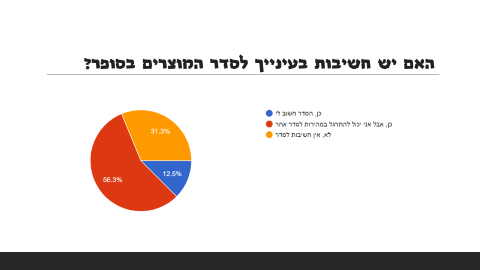 האם יש חשיבות בעינייך לסדר המוצרים בסופר?
כן, הסדר חשוב לי
כן, אבל אני יכול להתרגל במהירות לסדר אחר
לא, אין חשיבות לסדר
31.3%
12.5%
56.3%